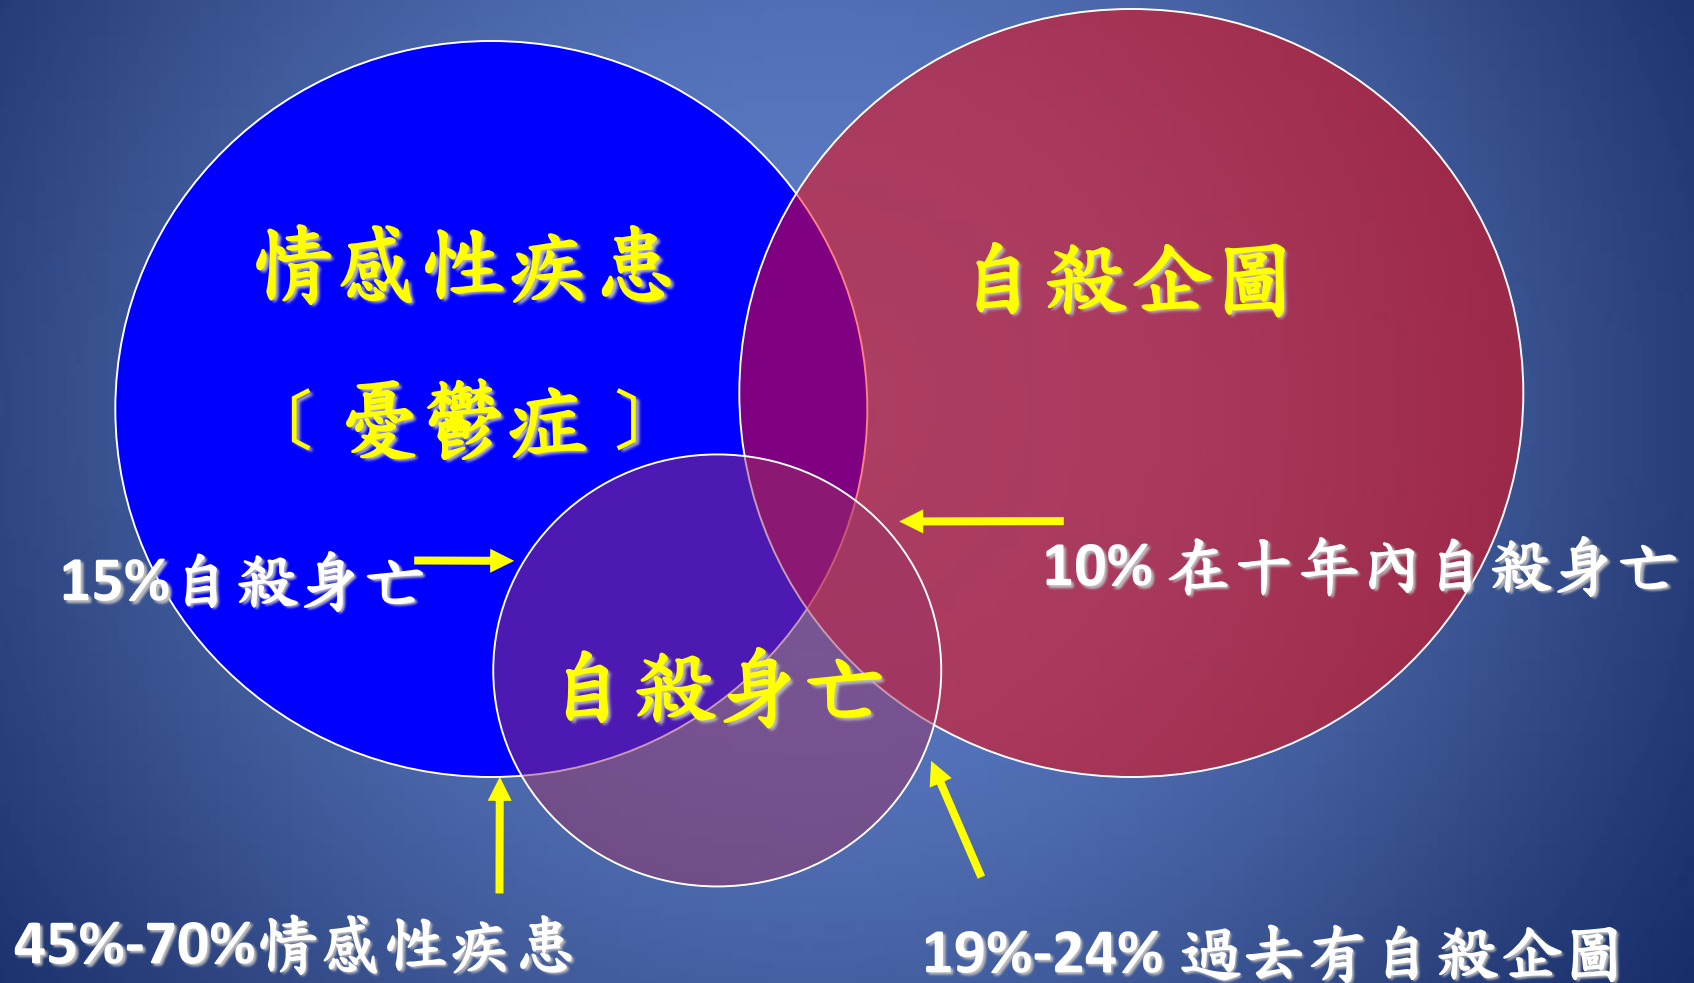 情感性疾患
〔憂鬱症〕
自殺企圖
15%自殺身亡
10% 在十年內自殺身亡
自殺身亡
45%-70%情感性疾患
19%-24% 過去有自殺企圖